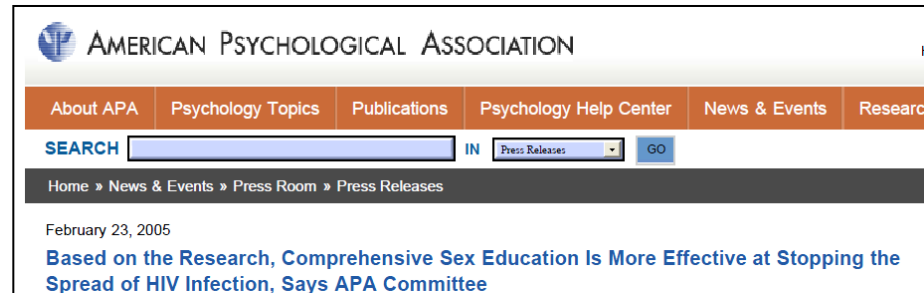 AMERICAN PSYCHOLOGICAL ASSOCIATION
About APA Psychology Topics Publications Psychology Help Center News & Events
SEARCH IN Press Releases GO
Home » News & Events » Press Room » Press Releases
February 23, 2005
Based on the Research, Comprehensive Sex Education Is More Effective at Stopping the
Spread of HIV Infection, Says APA Committee